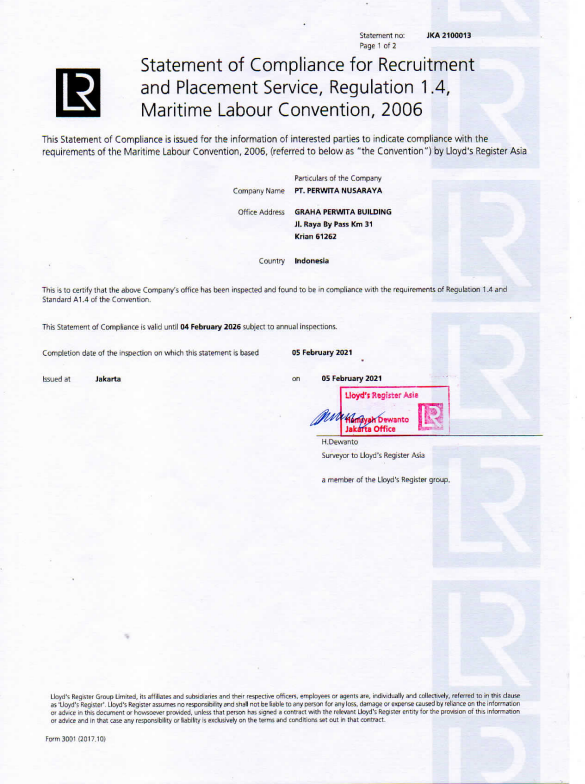 Statement no: JKA 2100013
Page 1 of 2
LR
Statement of Compliance for Recruitment
and Placement Service, Regulation 1.4,
Maritime Labour Convention, 2006
This Statement of Compliance is issued for the information of interested parties to indicate compliance with the
requirements of the Maritime Labour Convention, 2006, (referred to below as "the Convention") by Lloyd's Register Asia
Particulars of the Company
Company Name PT. PERWITA NUSARAYA
Office Address GRAHA PERWITA BUILDING
Jl. Raya By Pass Km 31
Krian 61262
Country Indonesia
This is to certify that the above Company's office has been inspected and found to be in compliance with the requirements of Regulation 1.4 and
Standard A1.4 of the Convention.
This Statement of Compliance is valid until 04 February 2026 subject to annual inspections.
Completion date of the inspection on which this statement is based 05 February 2021
Issued at Jakarta on 05 February 2021
Lloyd's Register Asia
Dewanto
Jakarta Office
LR
H.Dewanto
Surveyor to Lloyd's Register Asia
a member of the Lloyd's Register group.
Lloyd's Register Group Limited, its affiliates and subsidiaries and their respective officers, employees or agents are, individually and collectively, referred to in this clause
as 'Lloyd's Register'. Lloyd's Register assumes no responsibility and shall not be liable to any person for any loss, damage or expense caused by reliance on the information
or advice in this document or howsoever provided, unless that person has signed a contract with the relevant Lloyd's Register entity for the provision of this information
or advice and in that case any responsibility or liability is exclusively on the terms and conditions set out in that contract.
Form 3001 (2017.10)